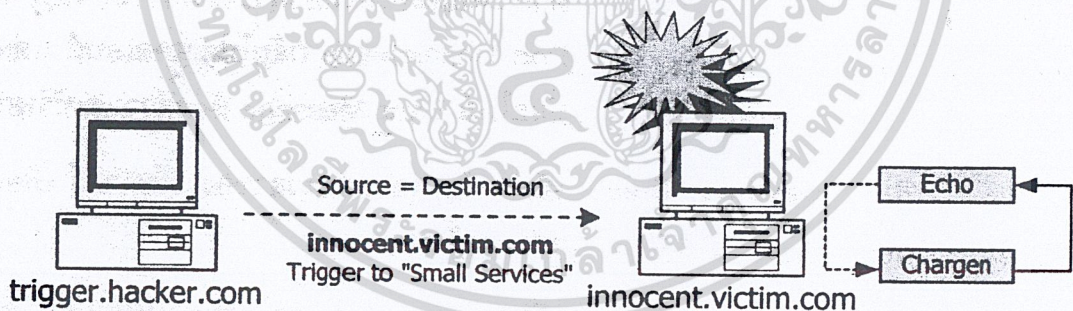 Source = Destination
innocent.victim.com
Trigger to "Small Services"
trigger.hacker.com
innocent.victim.com
Echo
Chargen